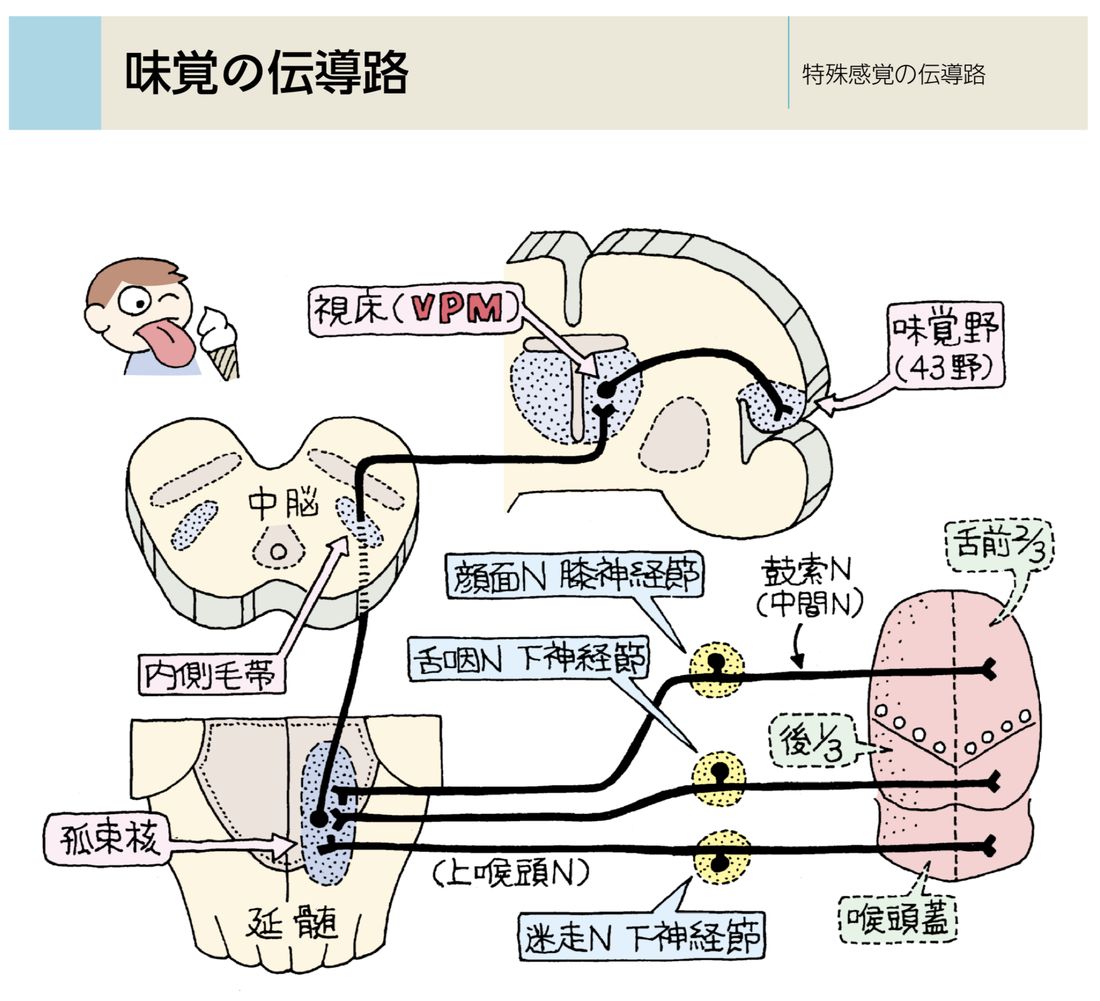 味覚の伝導路
特殊感覚の伝導路
視床(VPM)
味覚野
(43野)
中脳
舌前2/3
顔面N 膝神経節
鼓索N
(中間N)
舌咽N 下神経節
内側毛帯
後1/3
孤束核
(上喉頭N)
延髄
喉頭蓋
迷走N 下神経節